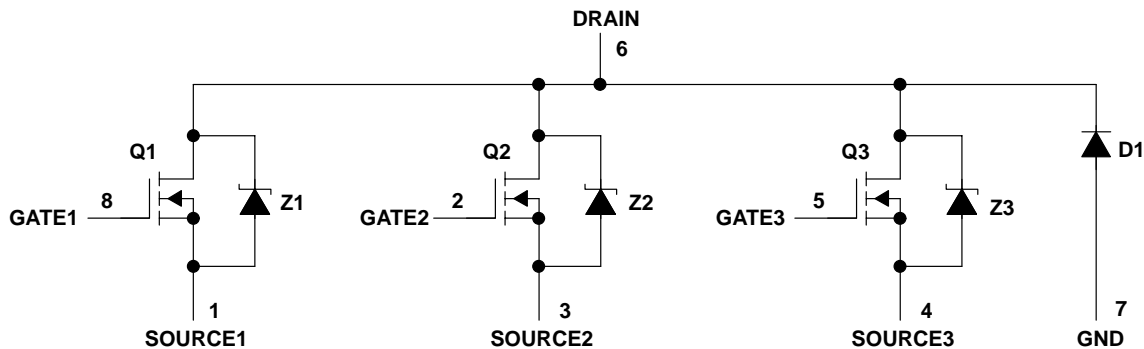 DRAIN
6
Q1
Q2
Q3
D1
8
2
5
GATE1
Z1
GATE2
Z2
GATE3
Z3
1
3
4
7
SOURCE1
SOURCE2
SOURCE3
GND